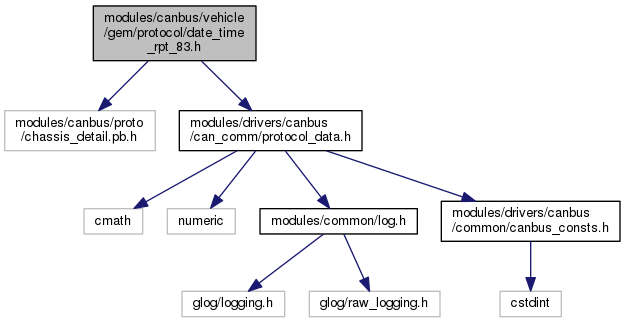 modules/canbus/vehicle
/gem/protocol/date_time
_rpt_83.h
modules/canbus/proto
/chassis_detail.pb.h
modules/drivers/canbus
/can_comm/protocol_data.h
cmath
numeric
modules/common/log.h
modules/drivers/canbus
/common/canbus_consts.h
glog/logging.h
glog/raw_logging.h
cstdint